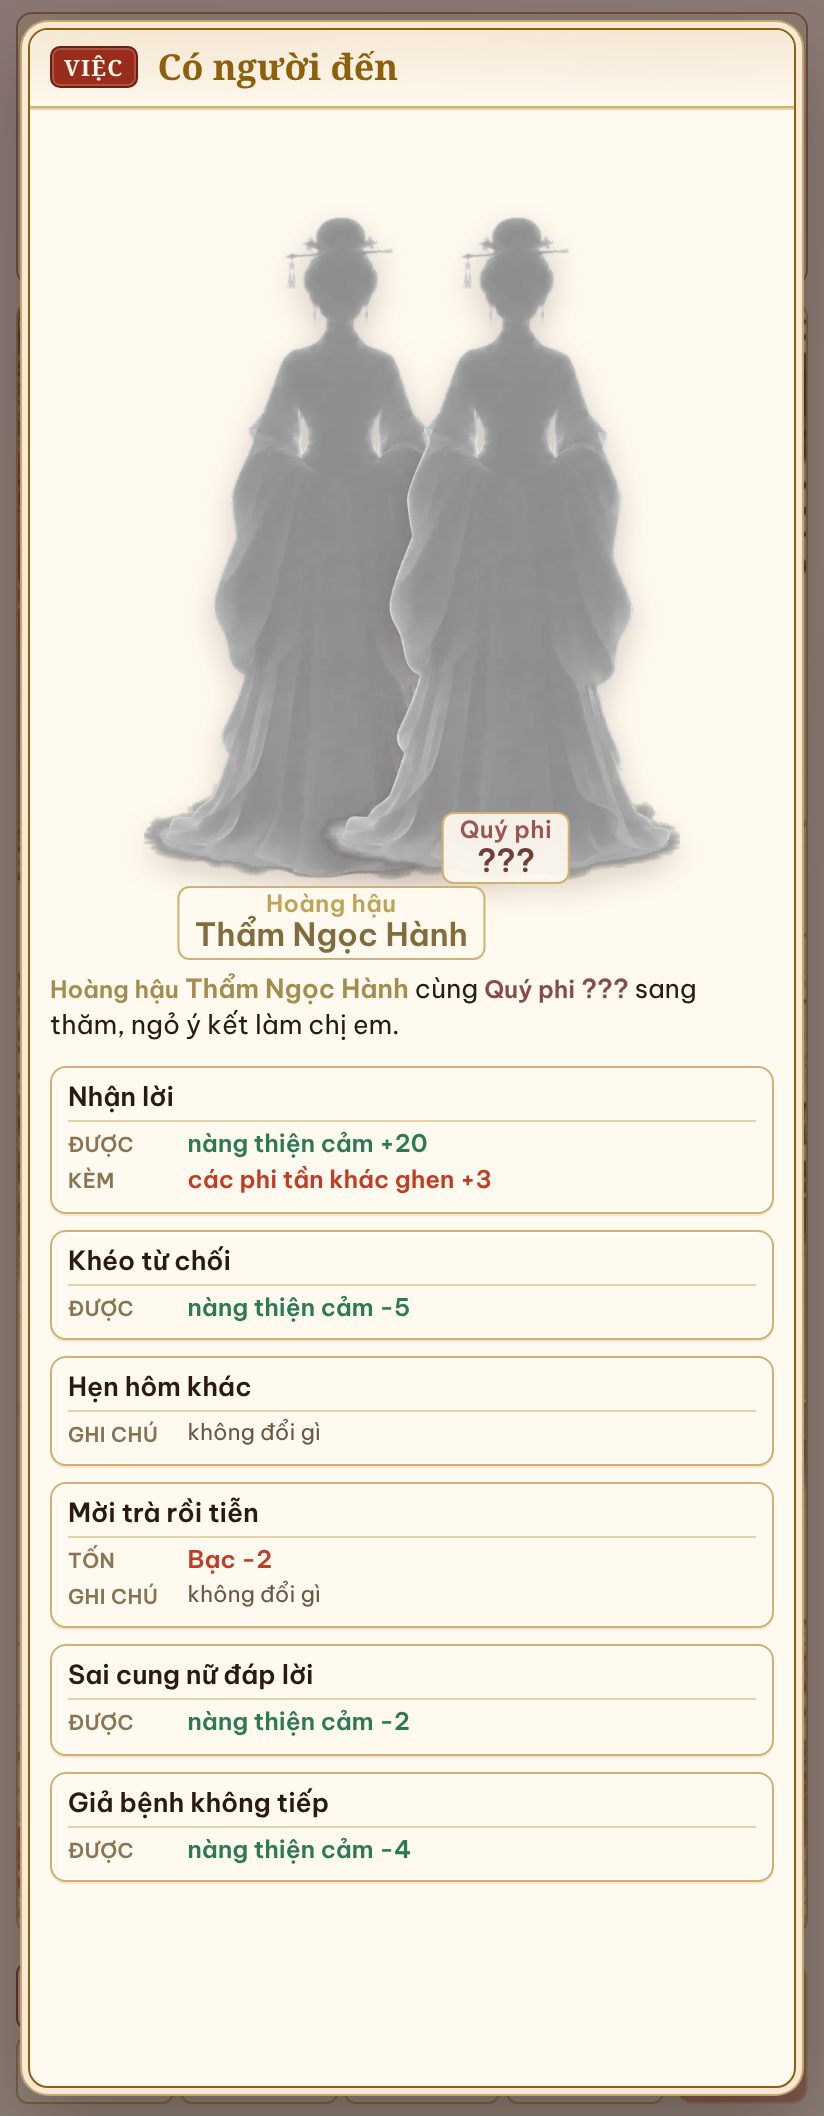 VIỆC Có người đến
Quý phi
???
Hoàng hậu
Thẩm Ngọc Hành
Hoàng hậu Thẩm Ngọc Hành cùng Quý phi ??? sang
thăm, ngỏ ý kết làm chị em.
Nhận lời
ĐƯỢC nàng thiện cảm +20
KÈM các phi tần khác ghen +3
Khéo từ chối
ĐƯỢC nàng thiện cảm -5
Hẹn hôm khác
GHI CHÚ không đổi gì
Mời trà rồi tiễn
TỐN Bạc -2
GHI CHÚ không đổi gì
Sai cung nữ đáp lời
ĐƯỢC nàng thiện cảm -2
Giả bệnh không tiếp
ĐƯỢC nàng thiện cảm -4